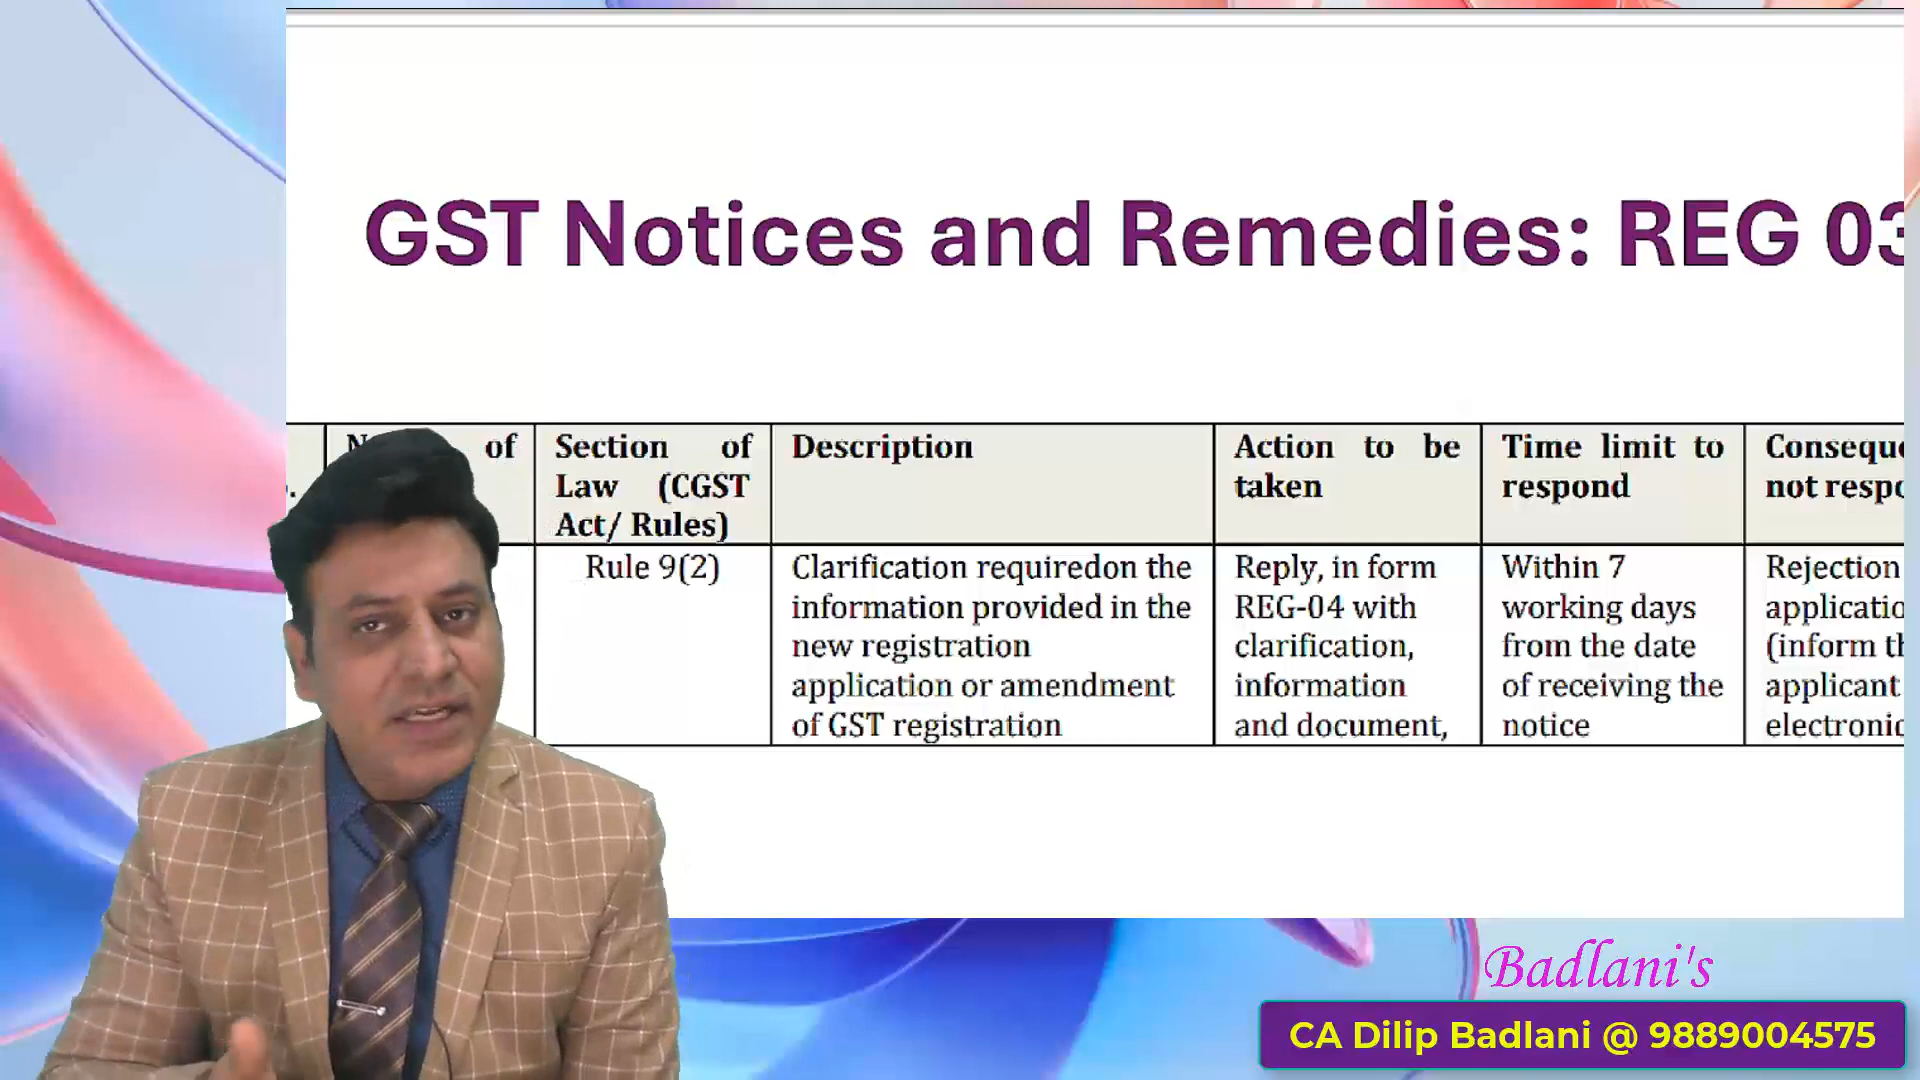 GST Notices and Remedies: REG 03
of
Section of
Law (CGST
Act/ Rules)
Description
Action to be
taken
Time limit to
respond
not
Rule 9(2)
Clarification requiredon the
information provided in the
new registration
application or amendment
of GST registration
Reply, in form
REG-04 with
clarification,
information
and document,
Within 7
working days
from the date
of receiving the
notice
Rejection
(inform
applicant
Badlani's
CA Dilip Badlani @ 9889004575